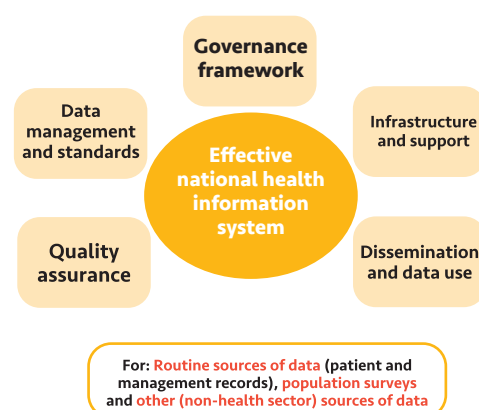 Governance
framework
Data
management
and standards
Infrastructure
and support
Effective
national health
information
system
Quality
assurance
Dissemination
and data use
For: Routine sources of data (patient and
management records), population surveys
and other (non-health sector) sources of data